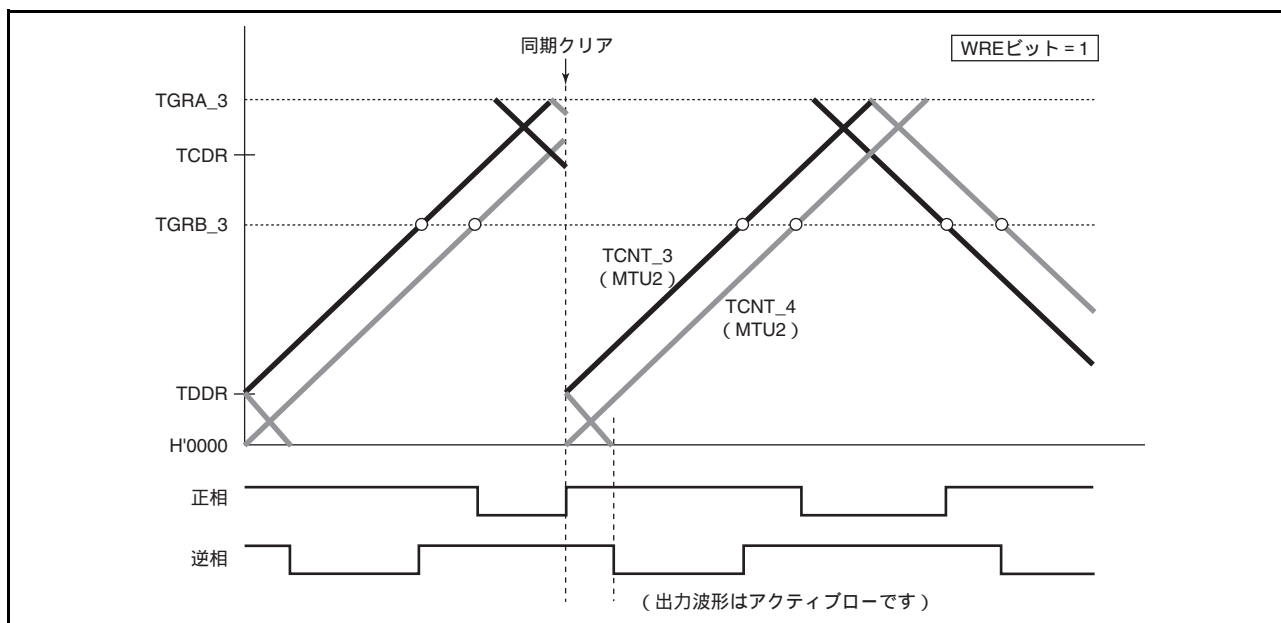 同期クリア
WREビット = 1
TGRA_3
TCDR
TGRB_3
TCNT_3
( MTU2 )
TCNT_4
( MTU2 )
TDDR
H'0000
正相
逆相
( 出力波形はアクティブローです )